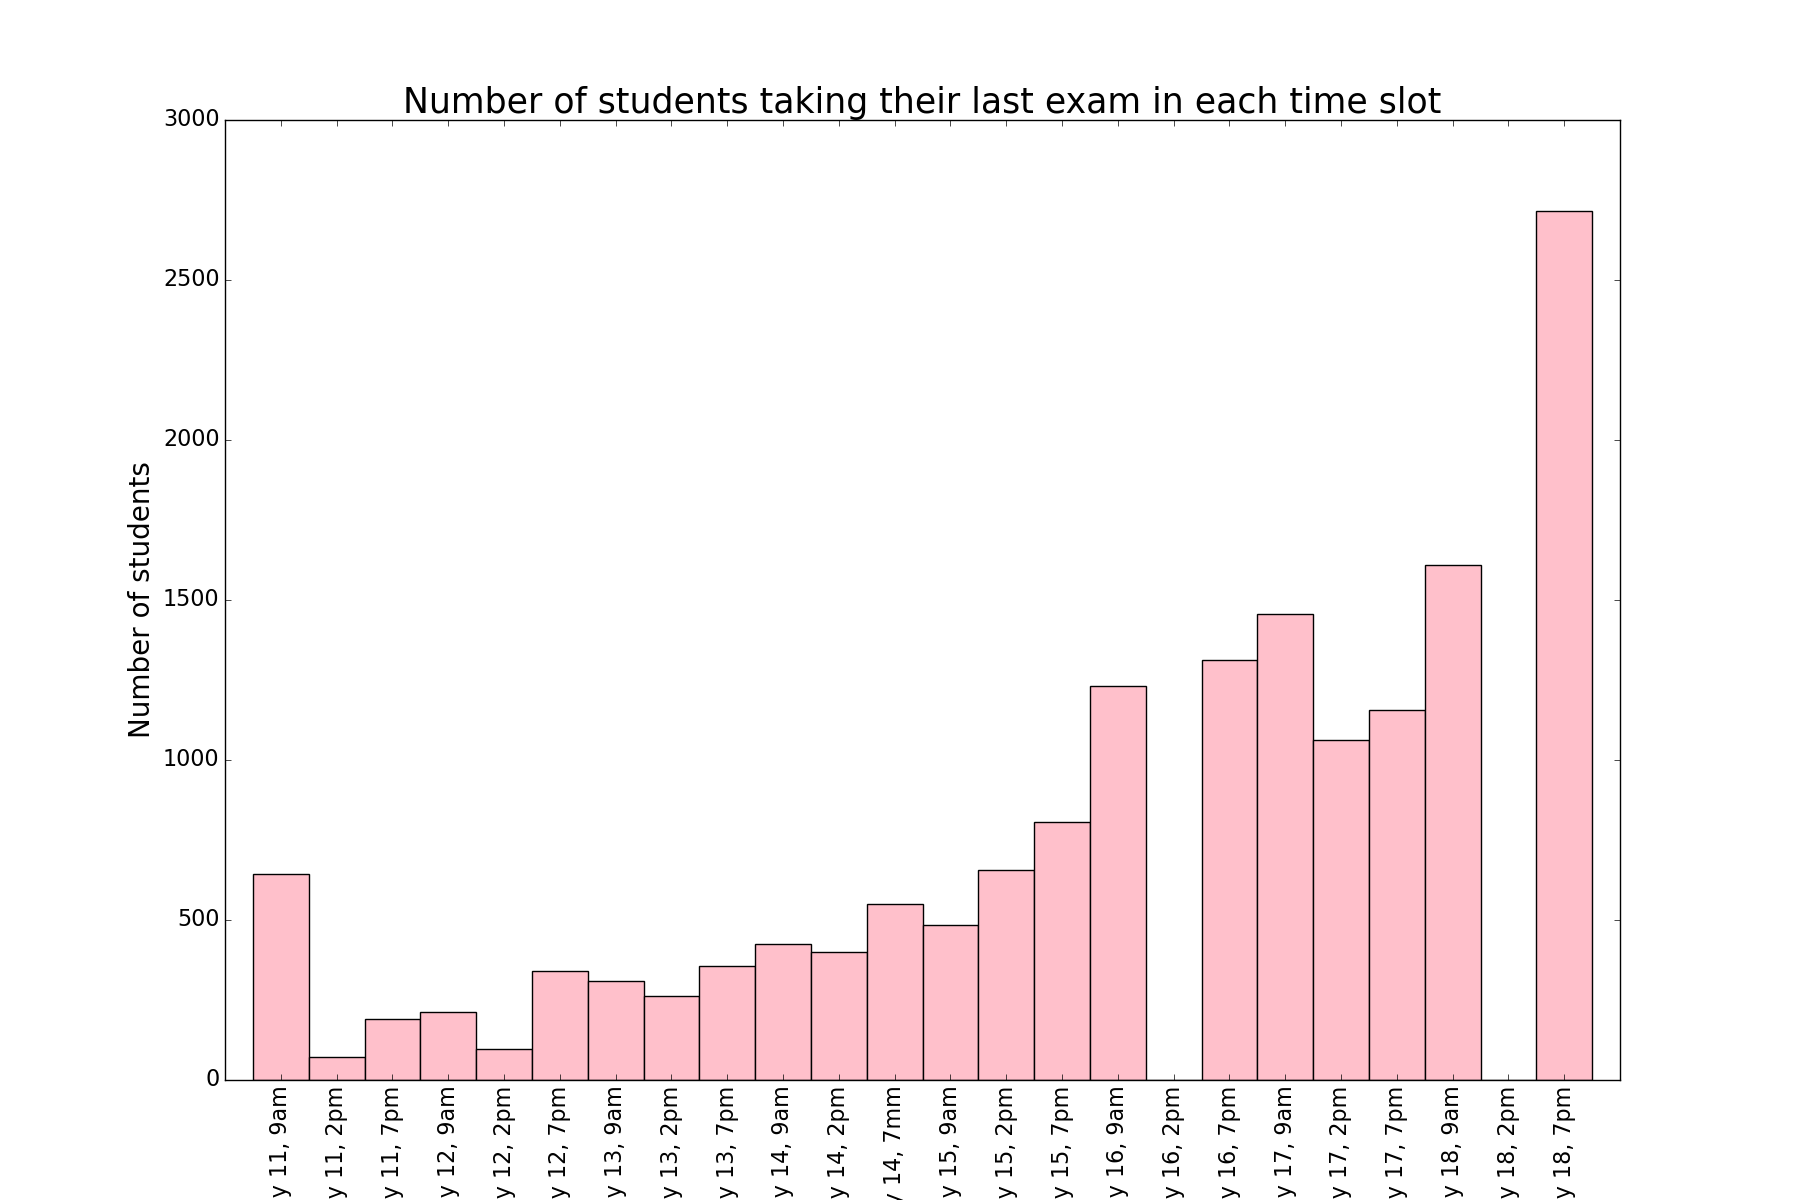 Number of students taking their last exam in each time slot
Number of students
3000
2500
2000
1500
1000
500
0
y 11, 9am
y 11, 2pm
y 11, 7pm
y 12, 9am
y 12, 2pm
y 12, 7pm
y 13, 9am
y 13, 2pm
y 13, 7pm
y 14, 9am
y 14, 2pm
y 14, 7mm
y 15, 9am
y 15, 2pm
y 15, 7pm
y 16, 9am
y 16, 2pm
y 16, 7pm
y 17, 9am
y 17, 2pm
y 17, 7pm
y 18, 9am
y 18, 2pm
y 18, 7pm